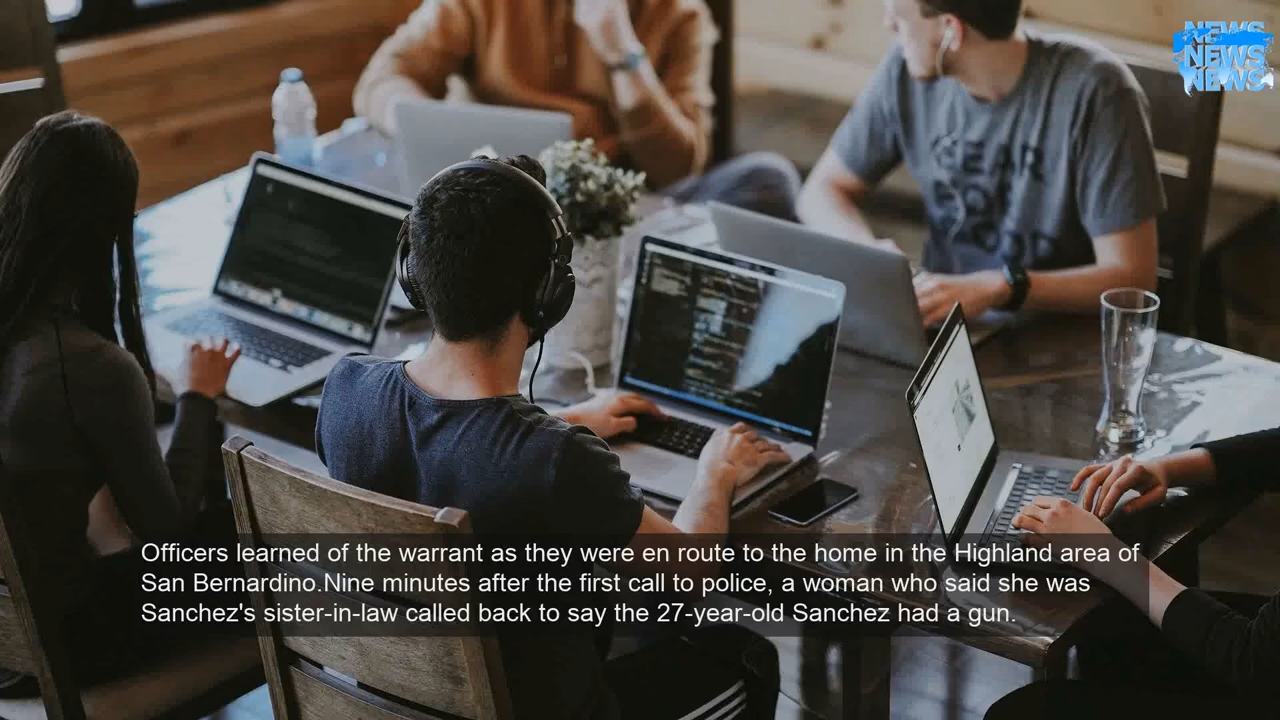 NEWS
NEWS
NEWS
Officers learned of the warrant as they were en route to the home in the Highland area of
San Bernardino.Nine minutes after the first call to police, a woman who said she was
Sanchez's sister-in-law called back to say the 27-year-old Sanchez had a gun.